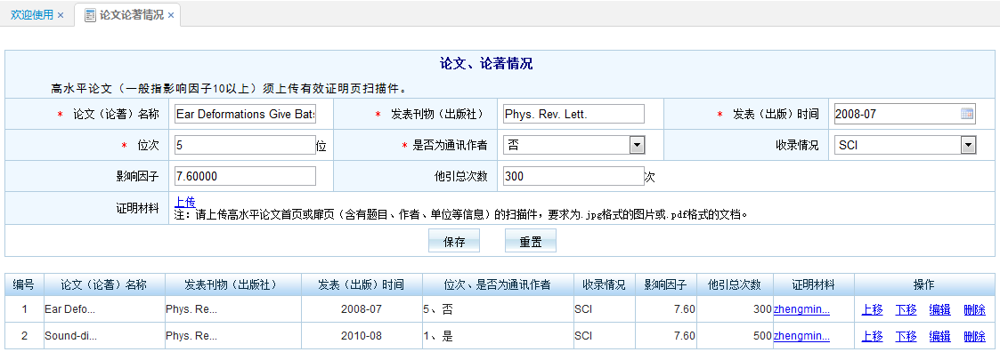 欢迎使用 × 论文论著情况 ×
论文、论著情况
高水平论文（一般指影响因子10以上）须上传有效证明页扫描件。
* 论文（论著）名称 Ear Deformations Give Bats * 发表刊物（出版社） Phys. Rev. Lett. * 发表（出版）时间 2008-07
* 位次 5 位 * 是否为通讯作者 否 收录情况 SCI
影响因子 7.60000 他引总次数 300 次
证明材料 上传
注：请上传高水平论文首页或扉页（含有题目、作者、单位等信息）的扫描件，要求为.jpg格式的图片或.pdf格式的文档。
保存 重置
编号 论文（论著）名称 发表刊物（出版社） 发表（出版）时间 位次、是否为通讯作者 收录情况 影响因子 他引总次数 证明材料 操作
1 Ear Defo... Phys. Re... 2008-07 5、否 SCI 7.60 300 zhengmin... 上移 下移 编辑 删除
2 Sound-di... Phys. Re... 2010-08 1、是 SCI 7.60 500 zhengmin... 上移 下移 编辑 删除